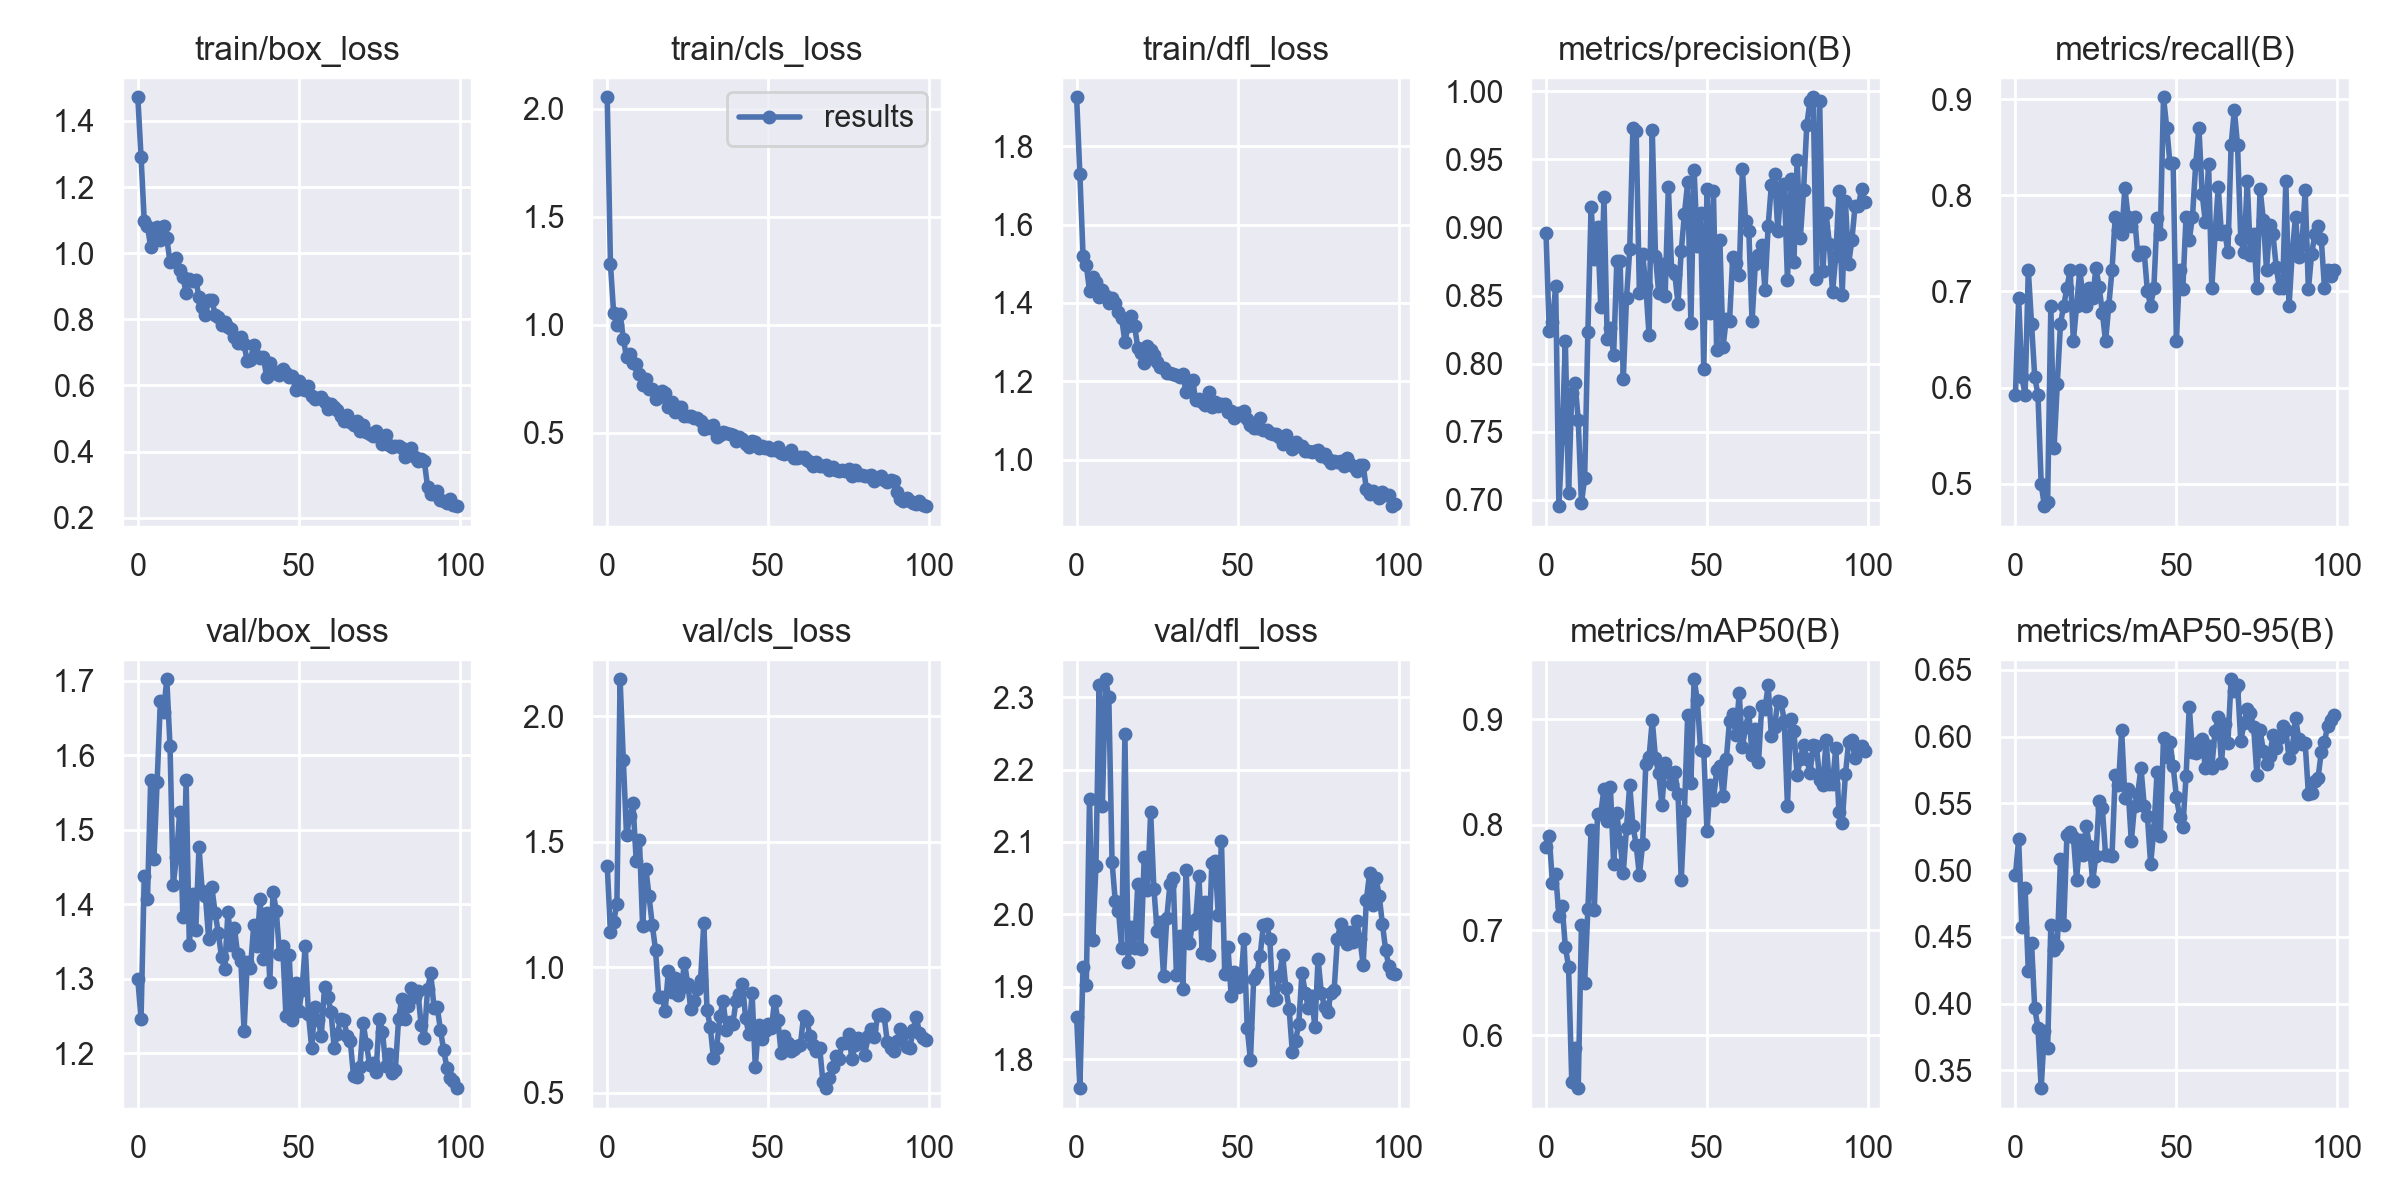 train/box_loss
1.4
1.2
1.0
0.8
0.6
0.4
0.2
0 50 100
train/cls_loss
results
2.0
1.5
1.0
0.5
0 50 100
train/dfl_loss
1.8
1.6
1.4
1.2
1.0
0 50 100
metrics/precision(B)
1.00
0.95
0.90
0.85
0.80
0.75
0.70
0 50 100
metrics/recall(B)
0.9
0.8
0.7
0.6
0.5
0 50 100
val/box_loss
1.7
1.6
1.5
1.4
1.3
1.2
0 50 100
val/cls_loss
2.0
1.5
1.0
0.5
0 50 100
val/dfl_loss
2.3
2.2
2.1
2.0
1.9
1.8
0 50 100
metrics/mAP50(B)
0.9
0.8
0.7
0.6
0 50 100
metrics/mAP50-95(B)
0.65
0.60
0.55
0.50
0.45
0.40
0.35
0 50 100